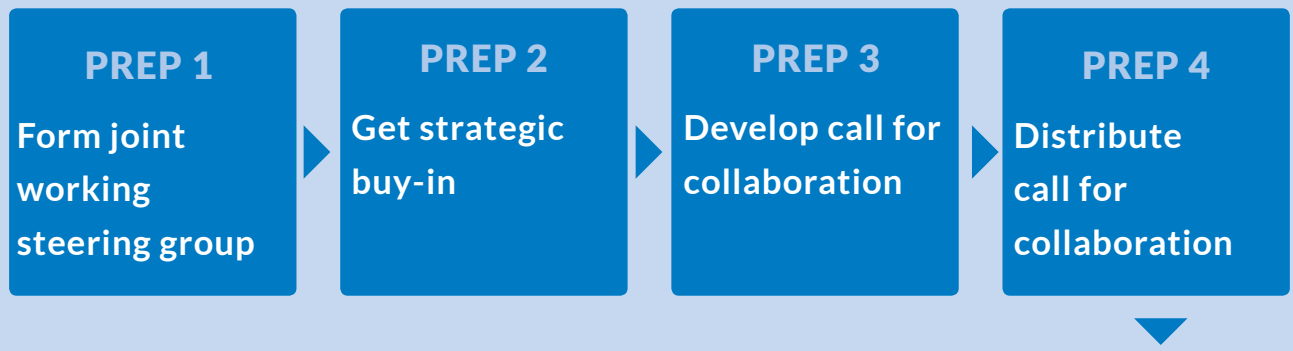 PREP 1
Form joint
working
steering group
PREP 2
Get strategic
buy-in
PREP 3
Develop call for
collaboration
PREP 4
Distribute
call for
collaboration